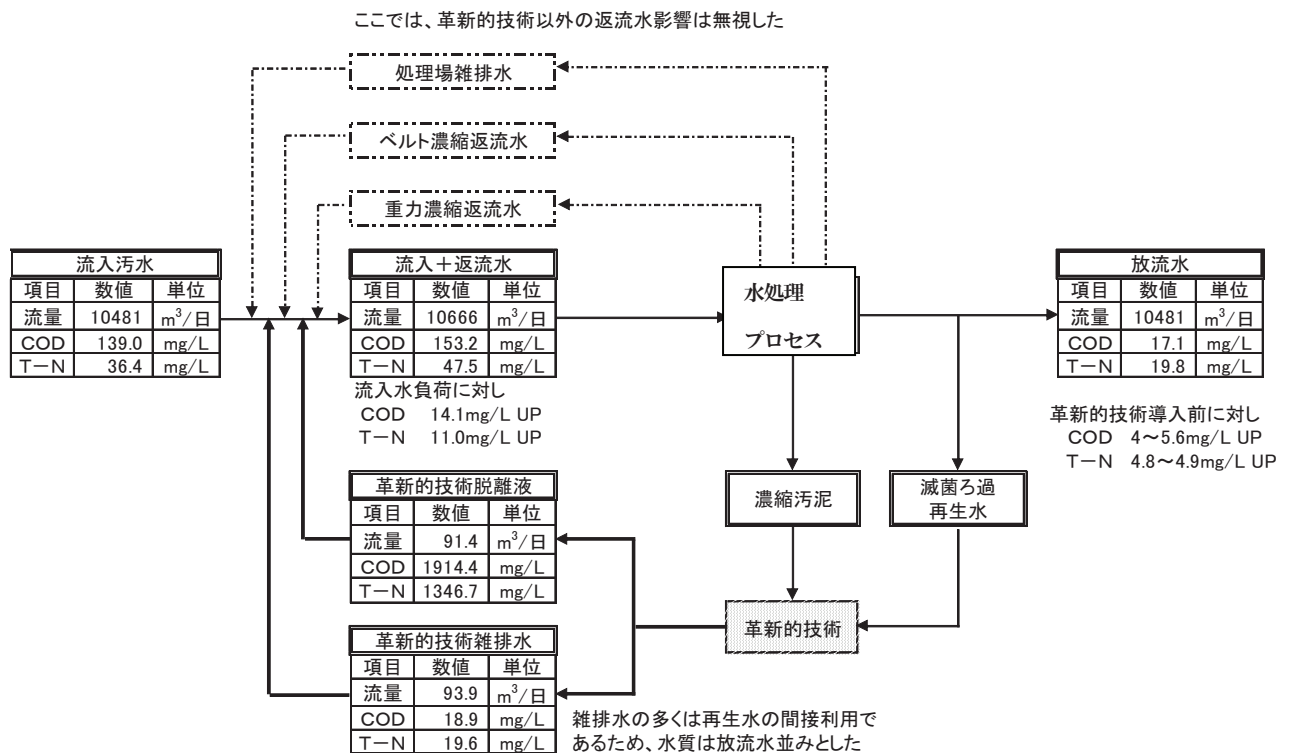 ここでは、革新的技術以外の返流水影響は無視した
処理場雑排水
ベルト濃縮返流水
重力濃縮返流水
流入汚水
項目 数値 単位
流量 10481 m³/日
COD 139.0 mg/L
T－N 36.4 mg/L
流入＋返流水
項目 数値 単位
流量 10666 m³/日
COD 153.2 mg/L
T－N 47.5 mg/L
流入水負荷に対し
COD 14.1mg/L UP
T－N 11.0mg/L UP
水処理
プロセス
放流水
項目 数値 単位
流量 10481 m³/日
COD 17.1 mg/L
T－N 19.8 mg/L
革新的技術導入前に対し
COD 4～5.6mg/L UP
T－N 4.8～4.9mg/L UP
革新的技術脱離液
項目 数値 単位
流量 91.4 m³/日
COD 1914.4 mg/L
T－N 1346.7 mg/L
濃縮汚泥
滅菌ろ過
再生水
革新的技術
革新的技術雑排水
項目 数値 単位
流量 93.9 m³/日
COD 18.9 mg/L
T－N 19.6 mg/L
雑排水の多くは再生水の間接利用で
あるため、水質は放流水並みとした